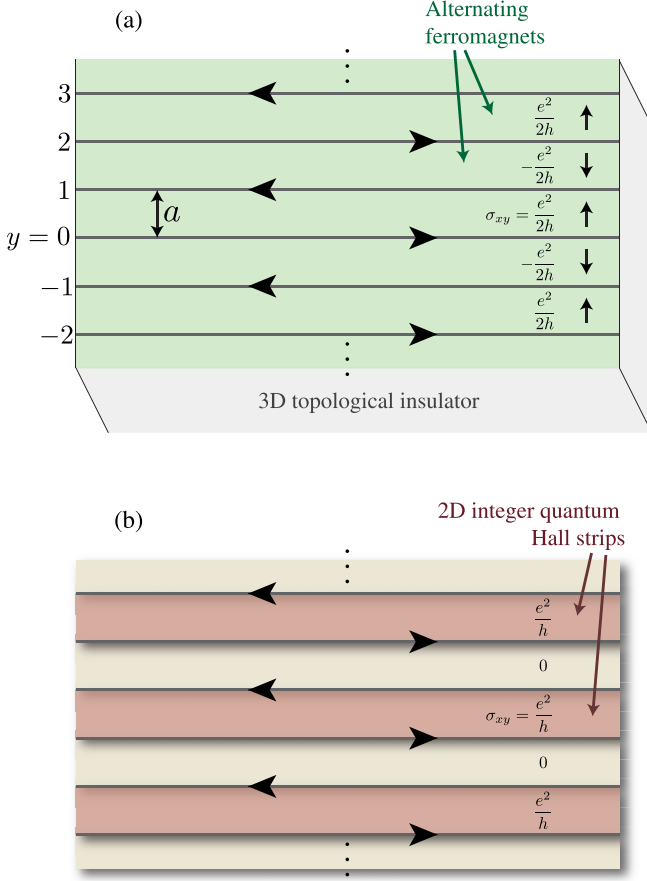 (a)
Alternating
ferromagnets
3
e²/2h
2
−e²/2h
1
a
σxy = e²/2h
y = 0
−e²/2h
−1
e²/2h
−2
3D topological insulator
(b)
2D integer quantum
Hall strips
e²/h
0
σxy = e²/h
0
e²/h